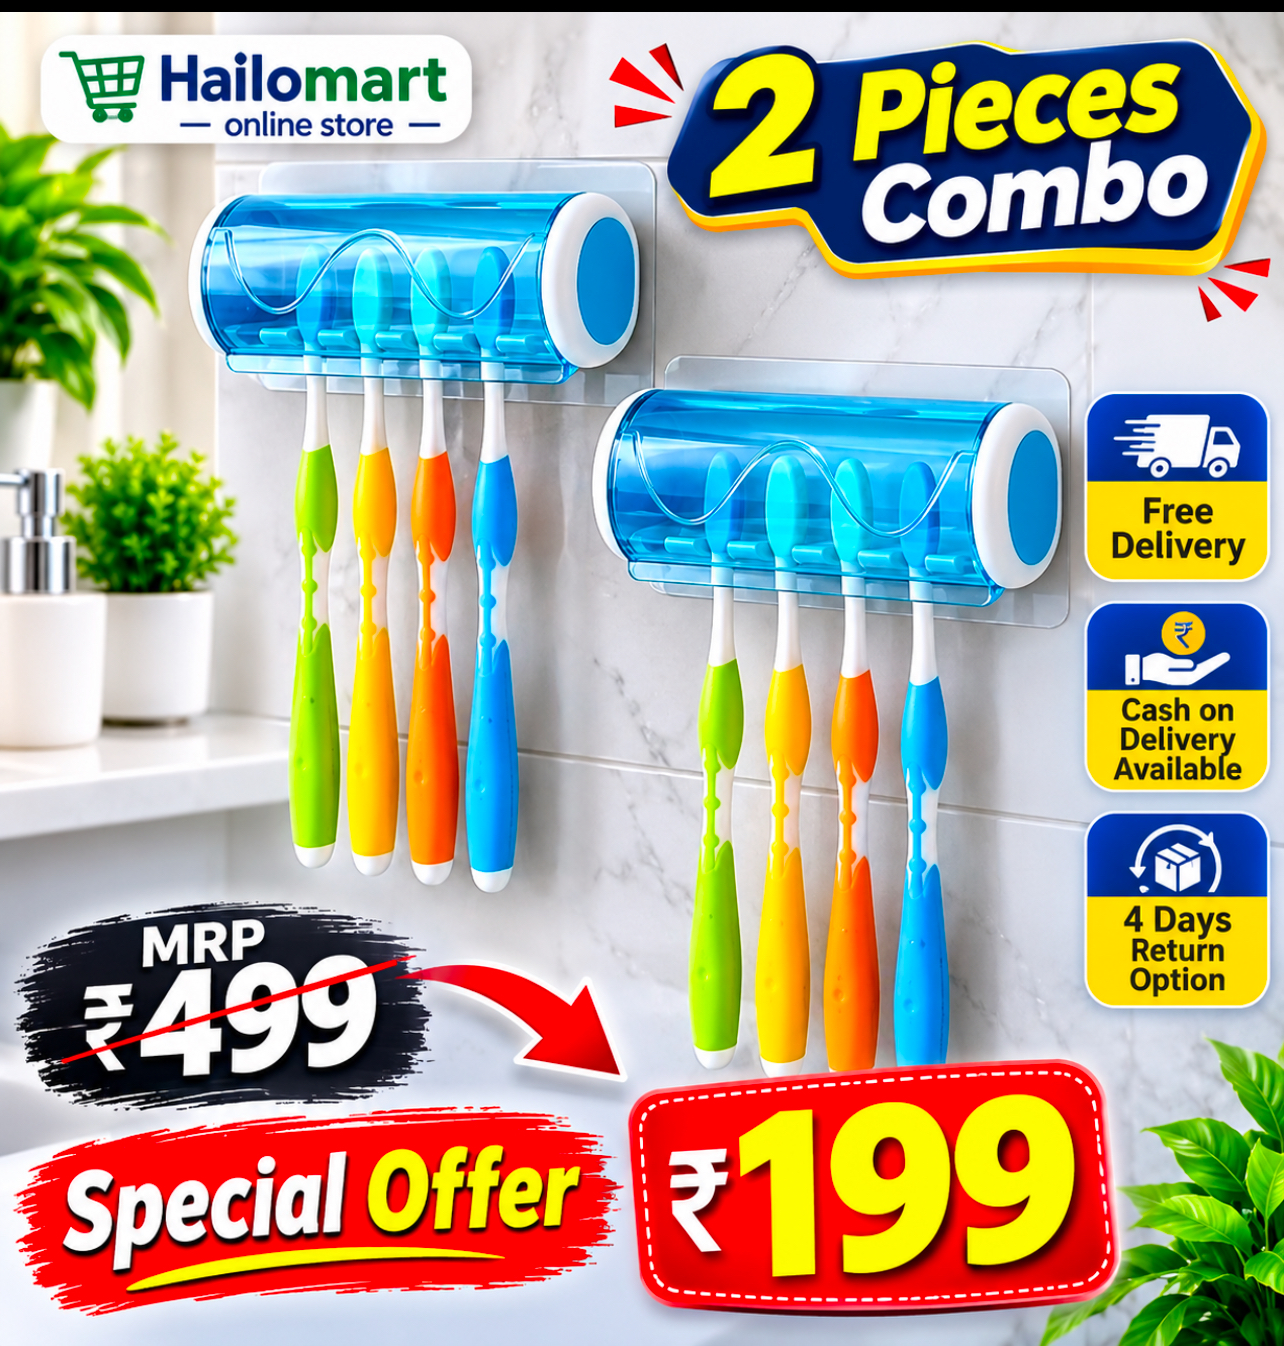 Hailomart
online store
2 Pieces
Combo
Free
Delivery
₹
Cash on
Delivery
Available
4 Days
Return
Option
MRP
₹499
Special Offer
₹199